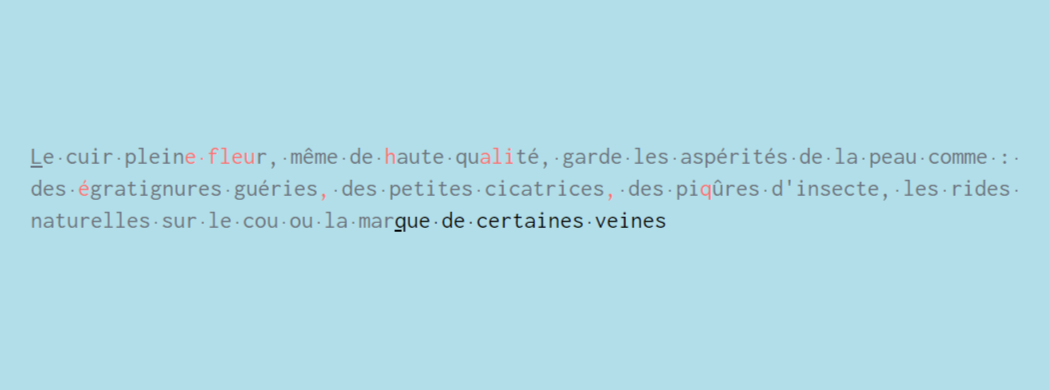 Le·cuir·pleine·fleur,·même·de·haute·qualité,·garde·les·aspérités·de·la·peau·comme·:·
des·égratignures·guéries,·des·petites·cicatrices,·des·piqûres·d'insecte,·les·rides·
naturelles·sur·le·cou·ou·la·marque·de·certaines·veines